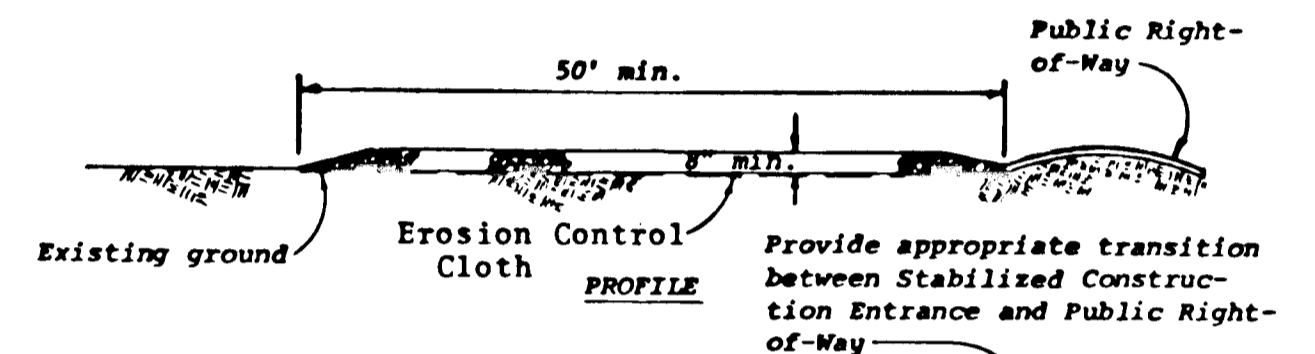 Public Right-
of-Way
50' min.
8" min.
Existing ground
Erosion Control
Cloth
PROFILE
Provide appropriate transition
between Stabilized Construc-
tion Entrance and Public Right-
of-Way